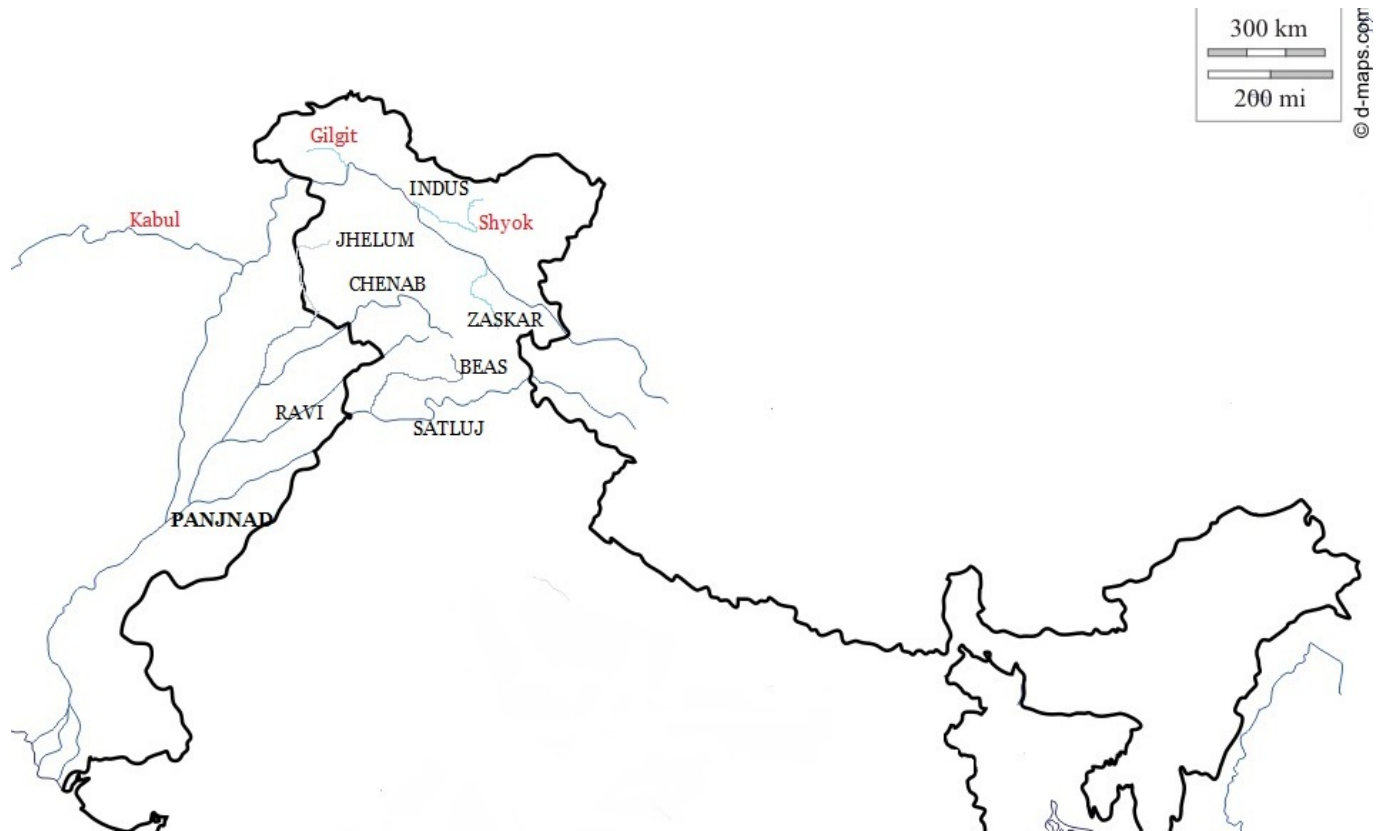 300 km
200 mi
© d-maps.com
Gilgit
INDUS
Kabul
Shyok
JHELUM
CHENAB
ZASKAR
BEAS
RAVI
SATLUJ
PANJNAD